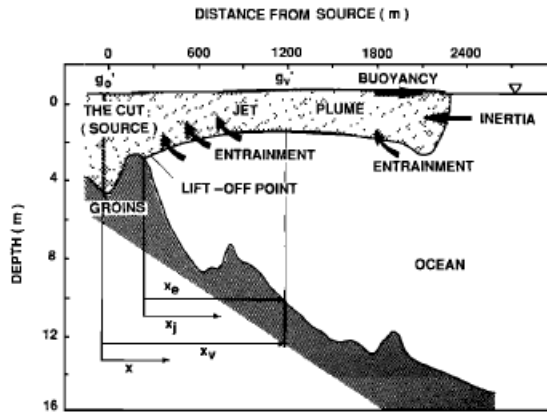 DISTANCE FROM SOURCE ( m )
0 600 1200 1800 2400
g₀' gᵥ'
BUOYANCY
0
THE CUT
( SOURCE )
JET PLUME
INERTIA
ENTRAINMENT
ENTRAINMENT
LIFT-OFF POINT
4
GROINS
8
OCEAN
DEPTH ( m )
xₑ
xⱼ
12
xᵥ
x
16